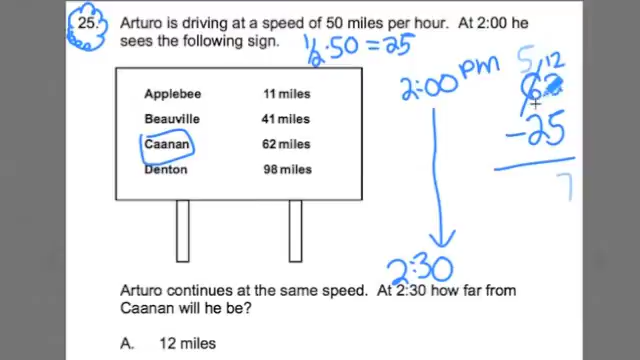 25. Arturo is driving at a speed of 50 miles per hour. At 2:00 he
sees the following sign.
½·50 = 25
Applebee 11 miles
Beauville 41 miles
Caanan 62 miles
Denton 98 miles
2:00 pm
2:30
5 12
62
- 25
7
Arturo continues at the same speed. At 2:30 how far from
Caanan will he be?
A. 12 miles